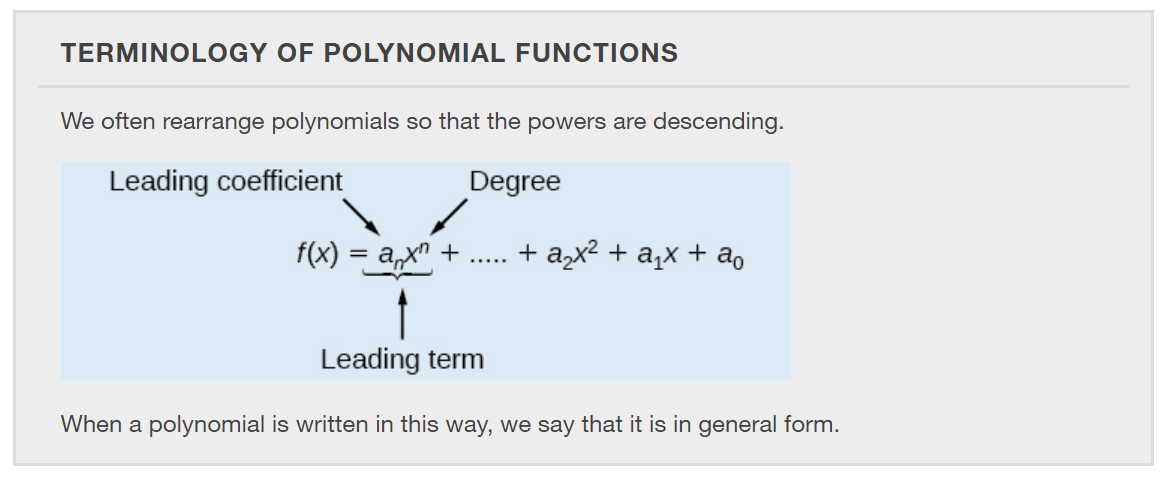 TERMINOLOGY OF POLYNOMIAL FUNCTIONS
We often rearrange polynomials so that the powers are descending.
Leading coefficient Degree
f(x) = aₙxⁿ + ..... + a₂x² + a₁x + a₀
Leading term
When a polynomial is written in this way, we say that it is in general form.